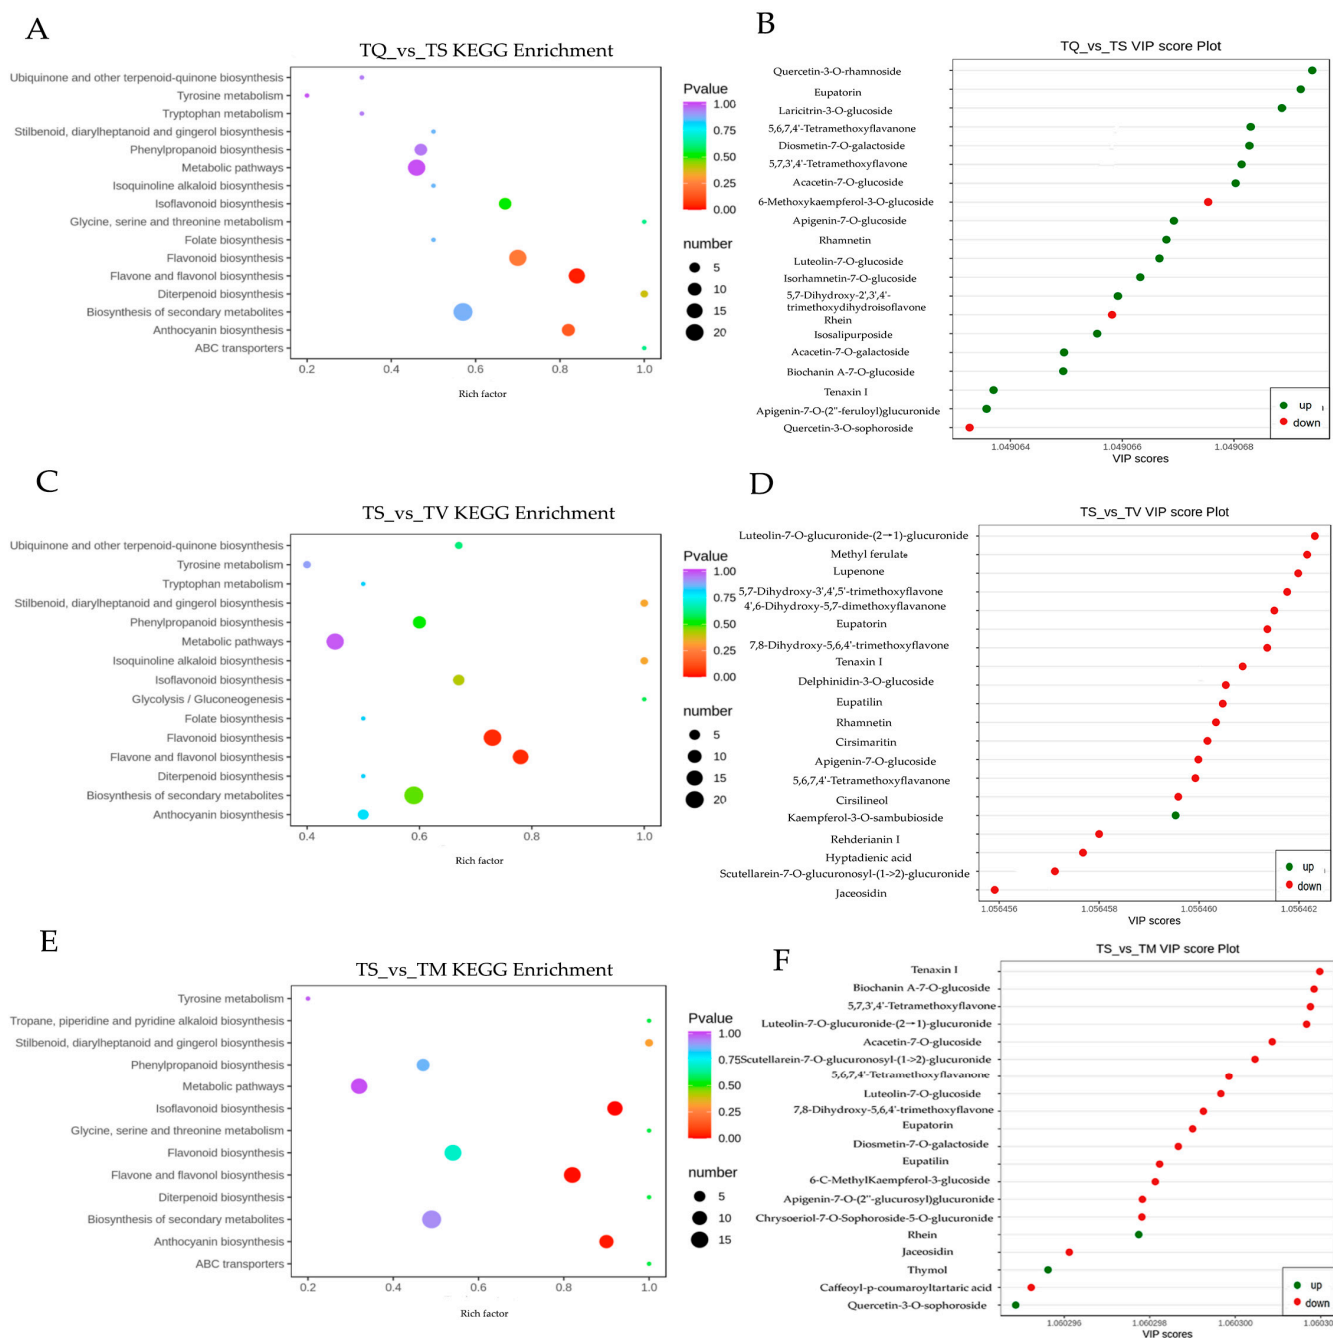 A
TQ_vs_TS KEGG Enrichment
Ubiquinone and other terpenoid-quinone biosynthesis
Tyrosine metabolism
Tryptophan metabolism
Stilbenoid, diarylheptanoid and gingerol biosynthesis
Phenylpropanoid biosynthesis
Metabolic pathways
Isoquinoline alkaloid biosynthesis
Isoflavonoid biosynthesis
Glycine, serine and threonine metabolism
Folate biosynthesis
Flavonoid biosynthesis
Flavone and flavonol biosynthesis
Diterpenoid biosynthesis
Biosynthesis of secondary metabolites
Anthocyanin biosynthesis
ABC transporters
0.2 0.4 0.6 0.8 1.0
Rich factor
Pvalue
1.00
0.75
0.50
0.25
0.00
number
5
10
15
20
B
TQ_vs_TS VIP score Plot
Quercetin-3-O-rhamnoside
Eupatorin
Laricitrin-3-O-glucoside
5,6,7,4'-Tetramethoxyflavanone
Diosmetin-7-O-galactoside
5,7,3',4'-Tetramethoxyflavone
Acacetin-7-O-glucoside
6-Methoxykaempferol-3-O-glucoside
Apigenin-7-O-glucoside
Rhamnetin
Luteolin-7-O-glucoside
Isorhamnetin-7-O-glucoside
5,7-Dihydroxy-2',3',4'-
trimethoxydihydroisoflavone
Rhein
Isosalipurposide
Acacetin-7-O-galactoside
Biochanin A-7-O-glucoside
Tenaxin I
Apigenin-7-O-(2''-feruloyl)glucuronide
Quercetin-3-O-sophoroside
up
down
1.049064 1.049066 1.049068
VIP scores
C
TS_vs_TV KEGG Enrichment
Ubiquinone and other terpenoid-quinone biosynthesis
Tyrosine metabolism
Tryptophan metabolism
Stilbenoid, diarylheptanoid and gingerol biosynthesis
Phenylpropanoid biosynthesis
Metabolic pathways
Isoquinoline alkaloid biosynthesis
Isoflavonoid biosynthesis
Glycolysis / Gluconeogenesis
Folate biosynthesis
Flavonoid biosynthesis
Flavone and flavonol biosynthesis
Diterpenoid biosynthesis
Biosynthesis of secondary metabolites
Anthocyanin biosynthesis
0.4 0.6 0.8 1.0
Rich factor
Pvalue
1.00
0.75
0.50
0.25
0.00
number
5
10
15
20
D
TS_vs_TV VIP score Plot
Luteolin-7-O-glucuronide-(2→1)-glucuronide
Methyl ferulate
Lupenone
5,7-Dihydroxy-3',4',5'-trimethoxyflavone
4',6-Dihydroxy-5,7-dimethoxyflavanone
Eupatorin
7,8-Dihydroxy-5,6,4'-trimethoxyflavone
Tenaxin I
Delphinidin-3-O-glucoside
Eupatilin
Rhamnetin
Cirsimaritin
Apigenin-7-O-glucoside
5,6,7,4'-Tetramethoxyflavanone
Cirsilineol
Kaempferol-3-O-sambubioside
Rehderianin I
Hyptadienic acid
Scutellarein-7-O-glucuronosyl-(1->2)-glucuronide
Jaceosidin
up
down
1.056456 1.056458 1.056460 1.056462
VIP scores
E
TS_vs_TM KEGG Enrichment
Tyrosine metabolism
Tropane, piperidine and pyridine alkaloid biosynthesis
Stilbenoid, diarylheptanoid and gingerol biosynthesis
Phenylpropanoid biosynthesis
Metabolic pathways
Isoflavonoid biosynthesis
Glycine, serine and threonine metabolism
Flavonoid biosynthesis
Flavone and flavonol biosynthesis
Diterpenoid biosynthesis
Biosynthesis of secondary metabolites
Anthocyanin biosynthesis
ABC transporters
0.2 0.4 0.6 0.8 1.0
Rich factor
Pvalue
1.00
0.75
0.50
0.25
0.00
number
5
10
15
F
TS_vs_TM VIP score Plot
Tenaxin I
Biochanin A-7-O-glucoside
5,7,3',4'-Tetramethoxyflavone
Luteolin-7-O-glucuronide-(2→1)-glucuronide
Acacetin-7-O-glucoside
Scutellarein-7-O-glucuronosyl-(1->2)-glucuronide
5,6,7,4'-Tetramethoxyflavanone
Luteolin-7-O-glucoside
7,8-Dihydroxy-5,6,4'-trimethoxyflavone
Eupatorin
Diosmetin-7-O-galactoside
Eupatilin
6-C-MethylKaempferol-3-glucoside
Apigenin-7-O-(2''-glucurosyl)glucuronide
Chrysoeriol-7-O-Sophoroside-5-O-glucuronide
Rhein
Jaceosidin
Thymol
Caffeoyl-p-coumaroyltartaric acid
Quercetin-3-O-sophoroside
up
down
1.060296 1.060298 1.060300 1.06030
VIP scores